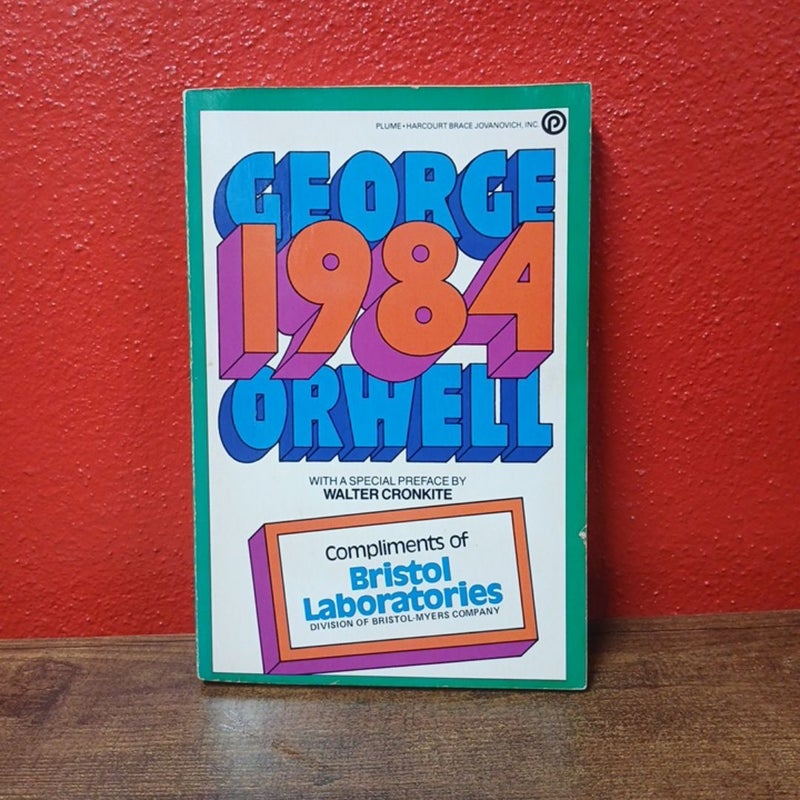 PLUME • HARCOURT BRACE JOVANOVICH, INC. P
GEORGE
1984
ORWELL
WITH A SPECIAL PREFACE BY
WALTER CRONKITE
Compliments of
Bristol
Laboratories
DIVISION OF BRISTOL-MYERS COMPANY